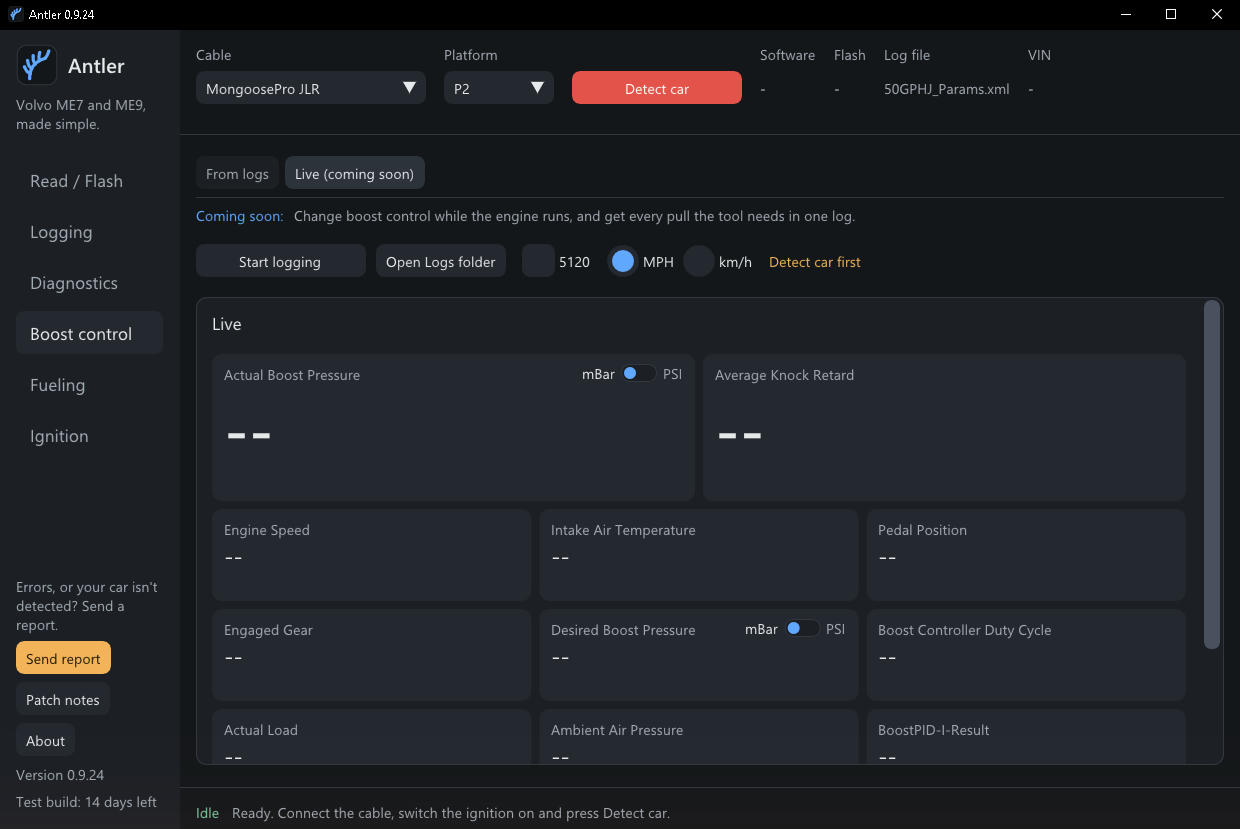 Antler 0.9.24
Antler
Volvo ME7 and ME9,
made simple.
Read / Flash
Logging
Diagnostics
Boost control
Fueling
Ignition
Errors, or your car isn't
detected? Send a
report.
Send report
Patch notes
About
Version 0.9.24
Test build: 14 days left
Cable Platform Software Flash Log file VIN
MongoosePro JLR P2 Detect car - - 50GPHJ_Params.xml -
From logs Live (coming soon)
Coming soon: Change boost control while the engine runs, and get every pull the tool needs in one log.
Start logging Open Logs folder 5120 MPH km/h Detect car first
Live
Actual Boost Pressure mBar PSI Average Knock Retard
-- --
Engine Speed Intake Air Temperature Pedal Position
-- -- --
Engaged Gear Desired Boost Pressure mBar PSI Boost Controller Duty Cycle
-- -- --
Actual Load Ambient Air Pressure BoostPID-I-Result
-- -- --
Idle Ready. Connect the cable, switch the ignition on and press Detect car.